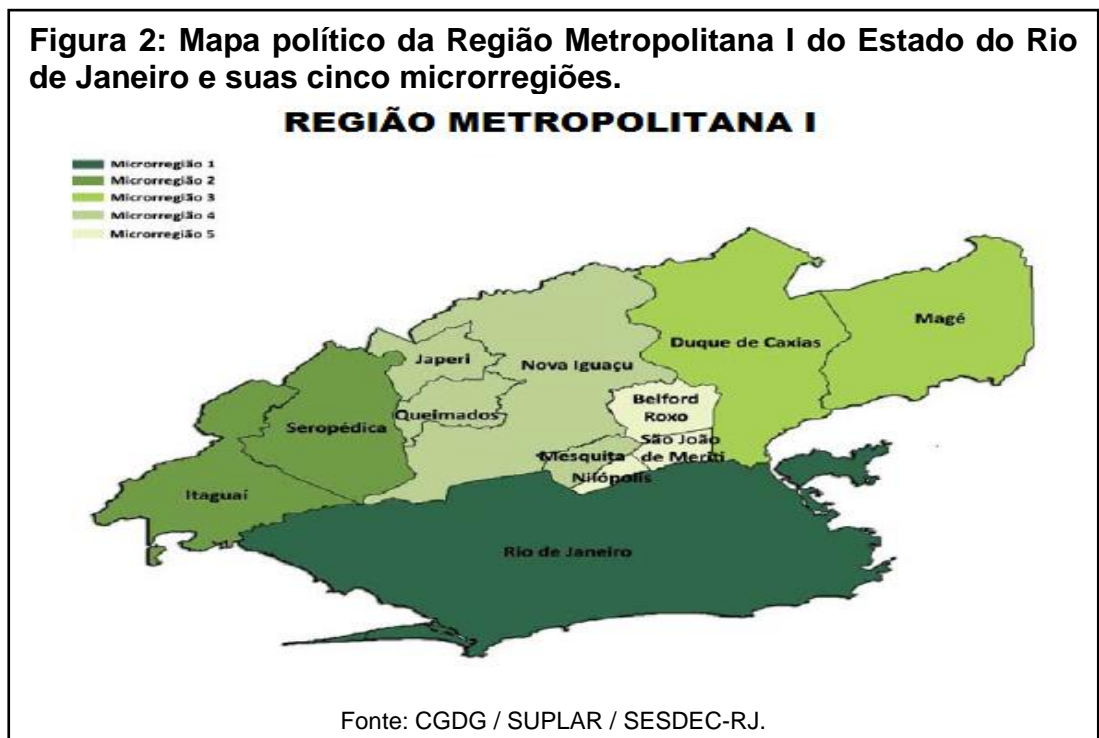 Figura 2: Mapa político da Região Metropolitana I do Estado do Rio
de Janeiro e suas cinco microrregiões.
REGIÃO METROPOLITANA I
Microrregião 1
Microrregião 2
Microrregião 3
Microrregião 4
Microrregião 5
Magé
Duque de Caxias
Japeri
Nova Iguaçu
Belford
Roxo
Queimados
Seropédica
São João
de Meriti
Mesquita
Nilópolis
Itaguaí
Rio de Janeiro
Fonte: CGDG / SUPLAR / SESDEC-RJ.